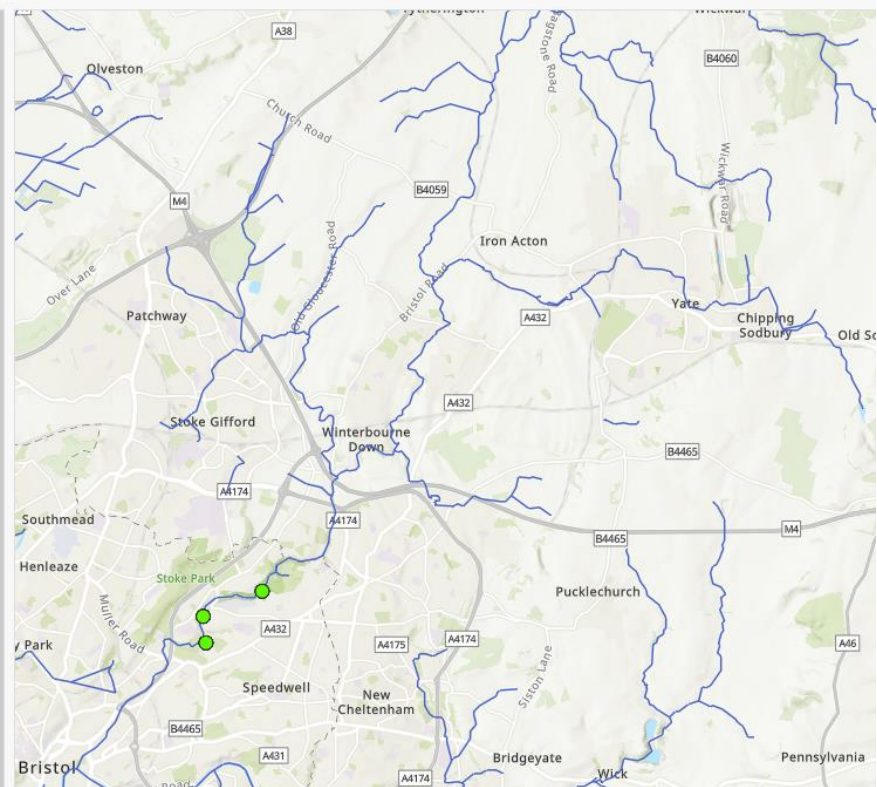 A38
B4060
Olveston
Church Road
Wickwar Road
B4059
M4
Iron Acton
Old Gloucester Road
Over Lane
Bristol Road
Patchway
A432
Yate
Chipping
Sodbury
A432
Stoke Gifford
Winterbourne
Down
B4465
A4174
Southmead
A4174
M4
B4465
Henleaze
Stoke Park
Pucklechurch
Muller Road
A432
A4175
A4174
A46
y Park
Siston Lane
Speedwell
New
Cheltenham
B4465
A431
Bristol
Bridgeyate
Pennsylvania
A4174
Wick
Road